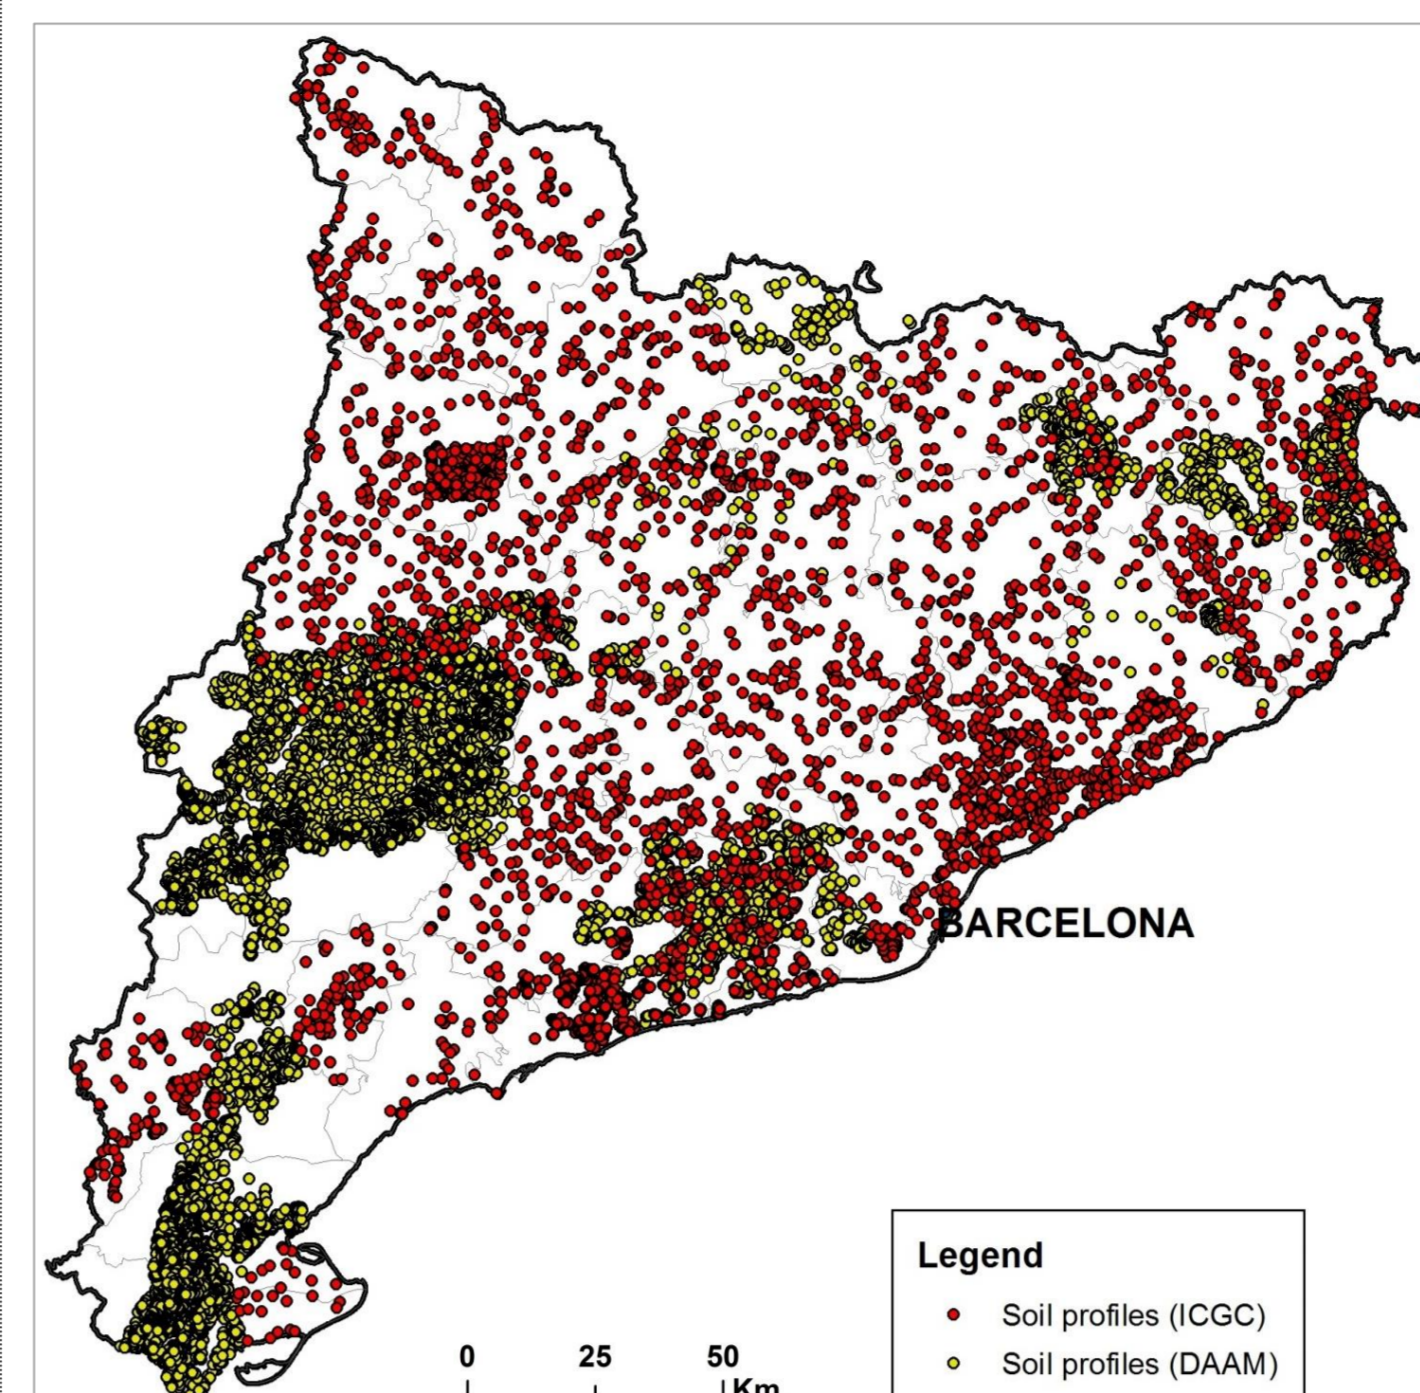 BARCELONA
Legend
Soil profiles (ICGC)
Soil profiles (DAAM)
0 25 50
Km